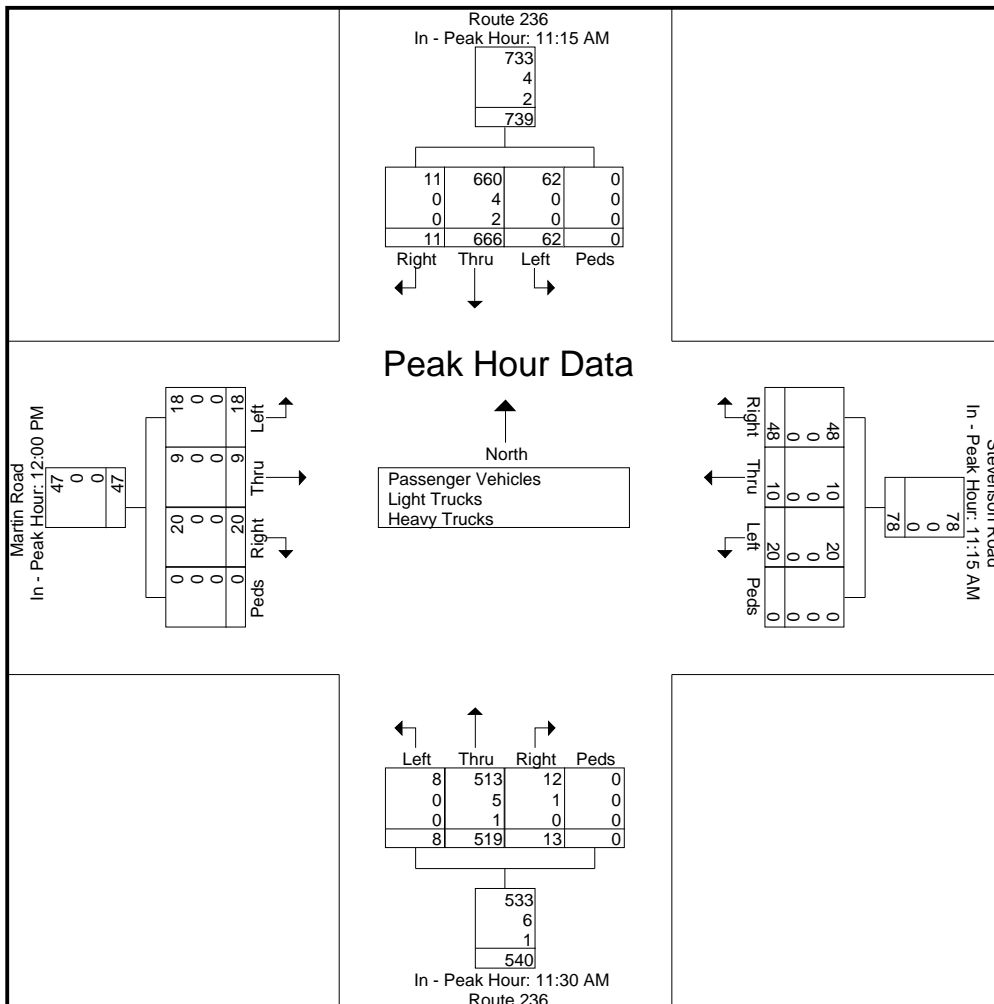 Route 236
In - Peak Hour: 11:15 AM
733
4
2
739
11 660 62 0
0 4 0 0
0 2 0 0
11 666 62 0
Right Thru Left Peds
Peak Hour Data
North
Passenger Vehicles
Light Trucks
Heavy Trucks
Martin Road
In - Peak Hour: 12:00 PM
47
0
0
47
18 0 0 18
9 0 0 9
20 0 0 20
0 0 0 0
Left Thru Right Peds
Right Thru Left Peds
48 0 0 48
10 0 0 10
20 0 0 20
0 0 0 0
78
0
0
78
In - Peak Hour: 11:15 AM
Stevenson Road
Left Thru Right Peds
8 513 12 0
0 5 1 0
0 1 0 0
8 519 13 0
533
6
1
540
In - Peak Hour: 11:30 AM
Route 236